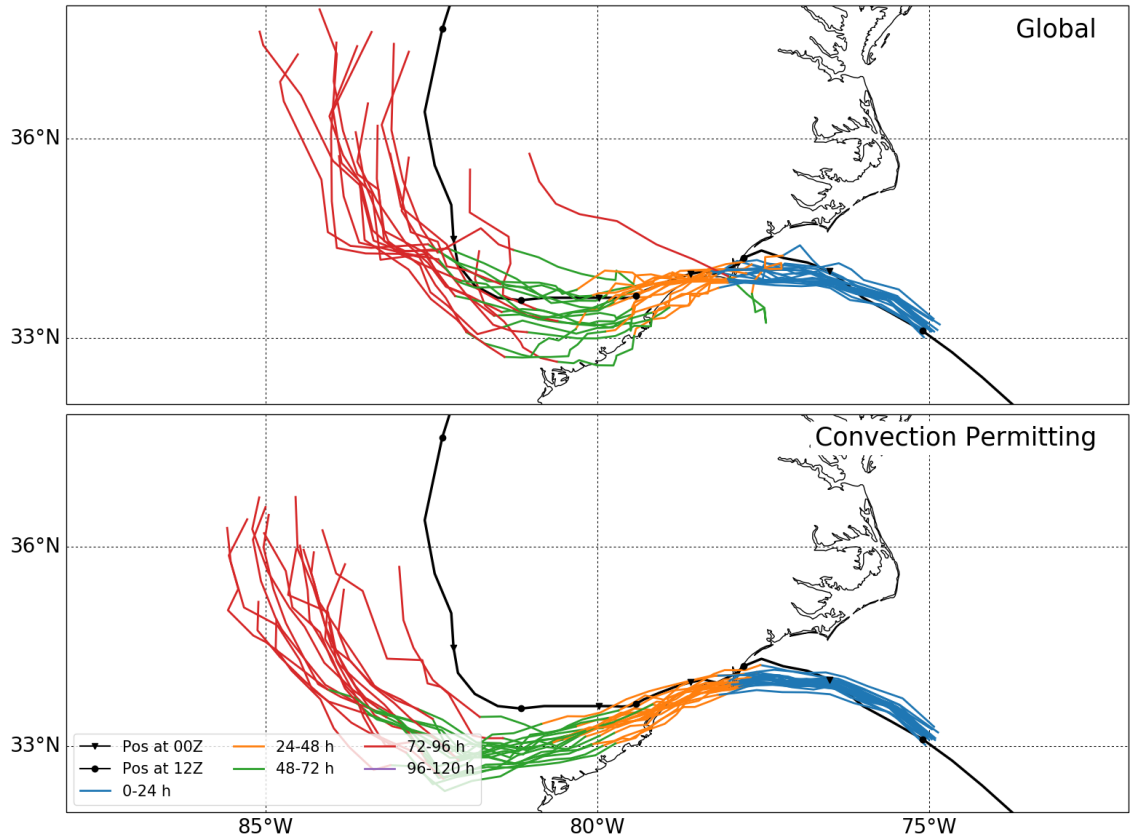 Global
36°N
33°N
Convection Permitting
36°N
33°N
Pos at 00Z
Pos at 12Z
0-24 h
24-48 h
48-72 h
72-96 h
96-120 h
85°W
80°W
75°W